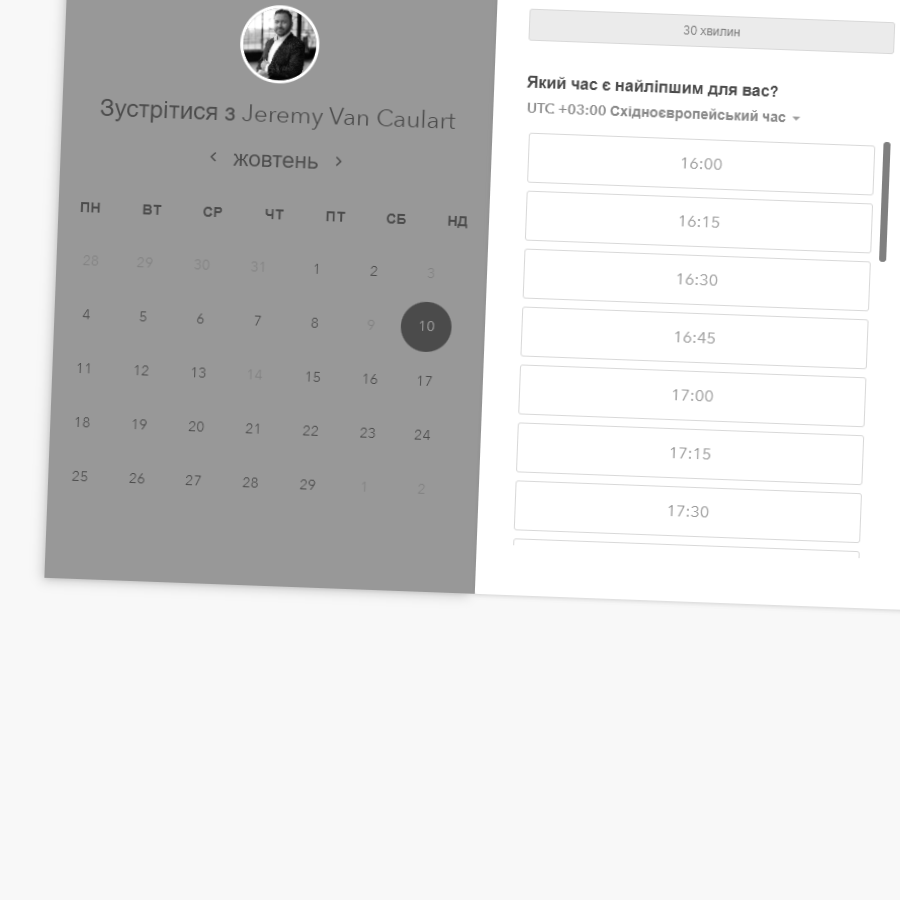 Зустрітися з Jeremy Van Caulart
жовтень
ПН ВТ СР ЧТ ПТ СБ НД
28 29 30 31 1 2 3
4 5 6 7 8 9 10
11 12 13 14 15 16 17
18 19 20 21 22 23 24
25 26 27 28 29 1 2
30 хвилин
Який час є найліпшим для вас?
UTC +03:00 Східноєвропейський час
16:00
16:15
16:30
16:45
17:00
17:15
17:30